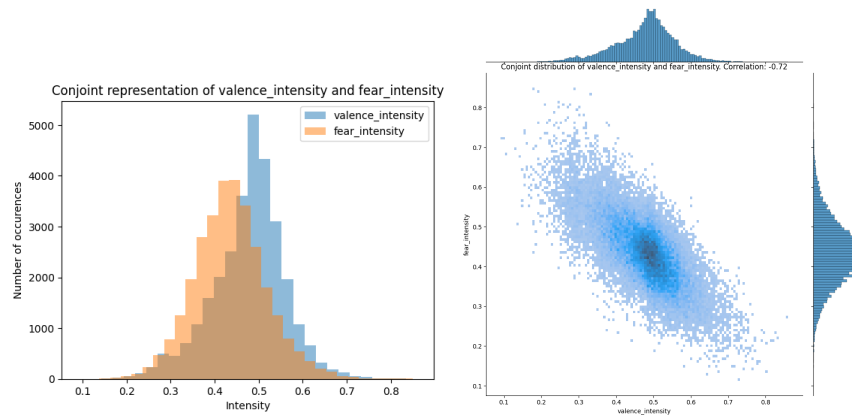 Conjoint representation of valence_intensity and fear_intensity
valence_intensity
fear_intensity
Number of occurences
5000
4000
3000
2000
1000
0
0.1 0.2 0.3 0.4 0.5 0.6 0.7 0.8
Intensity
Conjoint distribution of valence_intensity and fear_intensity. Correlation: -0.72
fear_intensity
0.8
0.7
0.6
0.5
0.4
0.3
0.2
0.1
0.1 0.2 0.3 0.4 0.5 0.6 0.7 0.8
valence_intensity